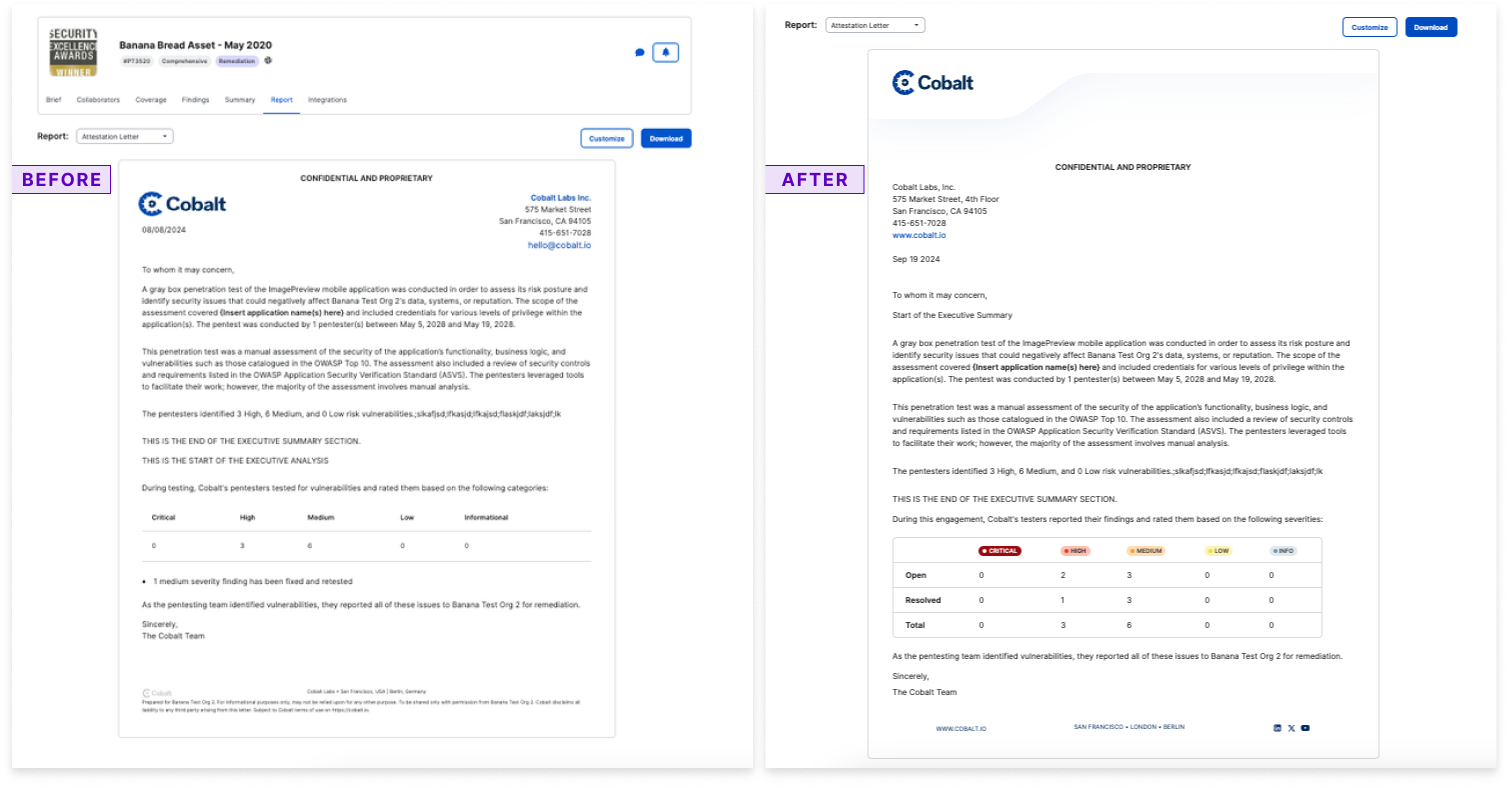 SECURITY
EXCELLENCE
AWARDS
WINNER
Banana Bread Asset - May 2020
#PT3520 Comprehensive Remediation
Brief Collaborators Coverage Findings Summary Report Integrations
Report: Attestation Letter
Customize Download
BEFORE
CONFIDENTIAL AND PROPRIETARY
Cobalt
08/08/2024
Cobalt Labs Inc.
575 Market Street
San Francisco, CA 94105
415-651-7028
hello@cobalt.io
To whom it may concern,
A gray box penetration test of the ImagePreview mobile application was conducted in order to assess its risk posture and
identify security issues that could negatively affect Banana Test Org 2's data, systems, or reputation. The scope of the
assessment covered {Insert application name(s) here} and included credentials for various levels of privilege within the
application(s). The pentest was conducted by 1 pentester(s) between May 5, 2028 and May 19, 2028.
This penetration test was a manual assessment of the security of the application's functionality, business logic, and
vulnerabilities such as those catalogued in the OWASP Top 10. The assessment also included a review of security controls
and requirements listed in the OWASP Application Security Verification Standard (ASVS). The pentesters leveraged tools
to facilitate their work; however, the majority of the assessment involves manual analysis.
The pentesters identified 3 High, 6 Medium, and 0 Low risk vulnerabilities.;slkafjsd;lfkasjd;lfkajsd;flaskjdf;laksjdf;lk
THIS IS THE END OF THE EXECUTIVE SUMMARY SECTION.
THIS IS THE START OF THE EXECUTIVE ANALYSIS
During testing, Cobalt's pentesters tested for vulnerabilities and rated them based on the following categories:
Critical High Medium Low Informational
0 3 6 0 0
• 1 medium severity finding has been fixed and retested
As the pentesting team identified vulnerabilities, they reported all of these issues to Banana Test Org 2 for remediation.
Sincerely,
The Cobalt Team
Cobalt
Cobalt Labs • San Francisco, USA | Berlin, Germany
Prepared for Banana Test Org 2. For informational purposes only, may not be relied upon for any other purpose. To be shared only with permission from Banana Test Org 2. Cobalt disclaims all
liability to any third party arising from this letter. Subject to Cobalt terms of use on https://cobalt.io.
Report: Attestation Letter
Customize Download
AFTER
Cobalt
CONFIDENTIAL AND PROPRIETARY
Cobalt Labs, Inc.
575 Market Street, 4th Floor
San Francisco, CA 94105
415-651-7028
www.cobalt.io
Sep 19 2024
To whom it may concern,
Start of the Executive Summary
A gray box penetration test of the ImagePreview mobile application was conducted in order to assess its risk posture and
identify security issues that could negatively affect Banana Test Org 2's data, systems, or reputation. The scope of the
assessment covered {Insert application name(s) here} and included credentials for various levels of privilege within the
application(s). The pentest was conducted by 1 pentester(s) between May 5, 2028 and May 19, 2028.
This penetration test was a manual assessment of the security of the application's functionality, business logic, and
vulnerabilities such as those catalogued in the OWASP Top 10. The assessment also included a review of security controls
and requirements listed in the OWASP Application Security Verification Standard (ASVS). The pentesters leveraged tools
to facilitate their work; however, the majority of the assessment involves manual analysis.
The pentesters identified 3 High, 6 Medium, and 0 Low risk vulnerabilities.;slkafjsd;lfkasjd;lfkajsd;flaskjdf;laksjdf;lk
THIS IS THE END OF THE EXECUTIVE SUMMARY SECTION.
During this engagement, Cobalt's testers reported their findings and rated them based on the following severities:
CRITICAL HIGH MEDIUM LOW INFO
Open 0 2 3 0 0
Resolved 0 1 3 0 0
Total 0 3 6 0 0
As the pentesting team identified vulnerabilities, they reported all of these issues to Banana Test Org 2 for remediation.
Sincerely,
The Cobalt Team
WWW.COBALT.IO SAN FRANCISCO • LONDON • BERLIN